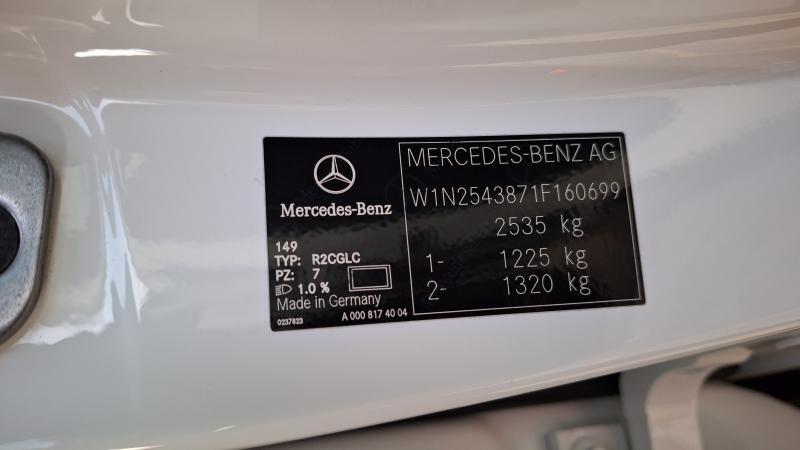 Mercedes-Benz
149
TYP: R2CGLC
PZ: 7
1.0 %
Made in Germany
0237823
A 000 817 40 04
MERCEDES-BENZ AG
W1N2543871F160699
2535 kg
1- 1225 kg
2- 1320 kg